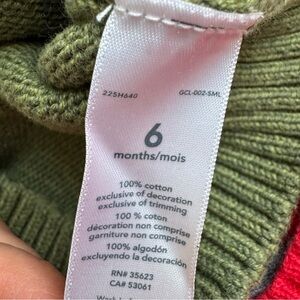 225H640 GCL-002-SML
6
months/mois
100% cotton
exclusive of decoration
exclusive of trimming
100 % coton
décoration non comprise
garniture non comprise
100% algodón
excluyendo la decoración
RN# 35623
CA# 53061